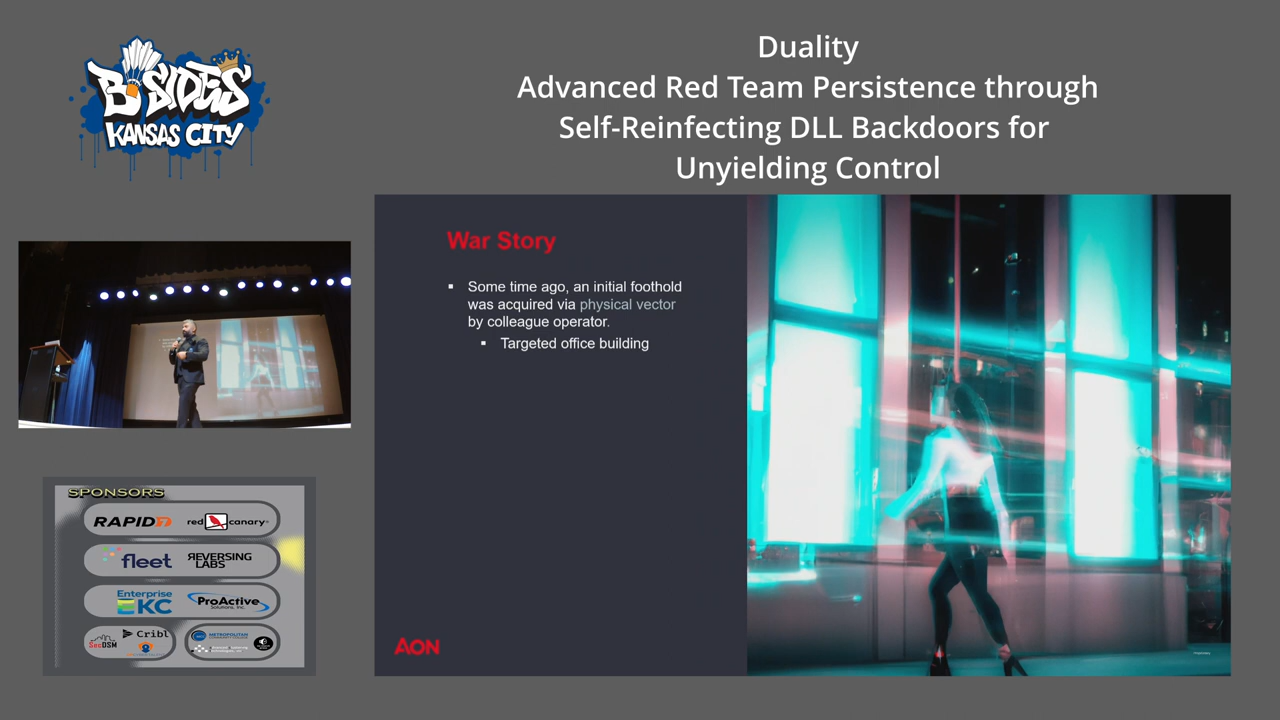 B SIDES
KANSAS CITY
Duality
Advanced Red Team Persistence through
Self-Reinfecting DLL Backdoors for
Unyielding Control
War Story
Some time ago, an initial foothold
was acquired via physical vector
by colleague operator.
Targeted office building
AON
SPONSORS
RAPID7
red canary
fleet
REVERSING
LABS
Enterprise
EKC
ProActive
Solutions, Inc.
SecDSM
Cribl
METROPOLITAN